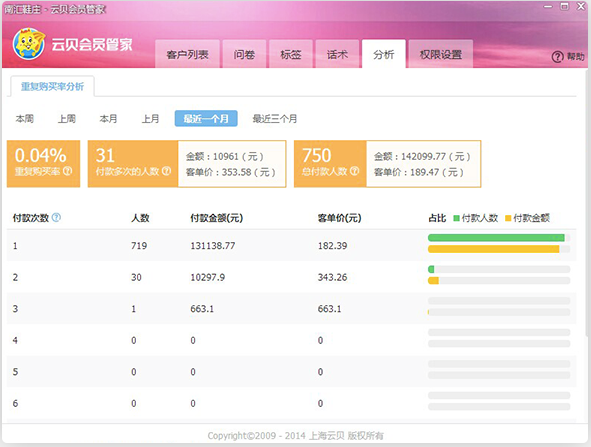 南汇鞋庄 - 云贝会员管家
云贝会员管家
客户列表 问卷 标签 话术 分析 权限设置
帮助
重复购买率分析
本周 上周 本月 上月 最近一个月 最近三个月
0.04%
重复购买率
31
付款多次的人数
金额：10961（元）
客单价：353.58（元）
750
总付款人数
金额：142099.77（元）
客单价：189.47（元）
付款次数 人数 付款金额(元) 客单价(元) 占比 付款人数 付款金额
1 719 131138.77 182.39
2 30 10297.9 343.26
3 1 663.1 663.1
4 0 0 0
5 0 0 0
6 0 0 0
Copyright©2009 - 2014 上海云贝 版权所有